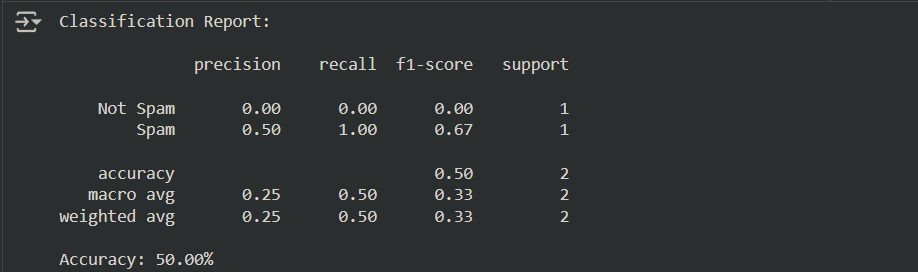 Classification Report:
precision recall f1-score support
Not Spam 0.00 0.00 0.00 1
Spam 0.50 1.00 0.67 1
accuracy 0.50 2
macro avg 0.25 0.50 0.33 2
weighted avg 0.25 0.50 0.33 2
Accuracy: 50.00%